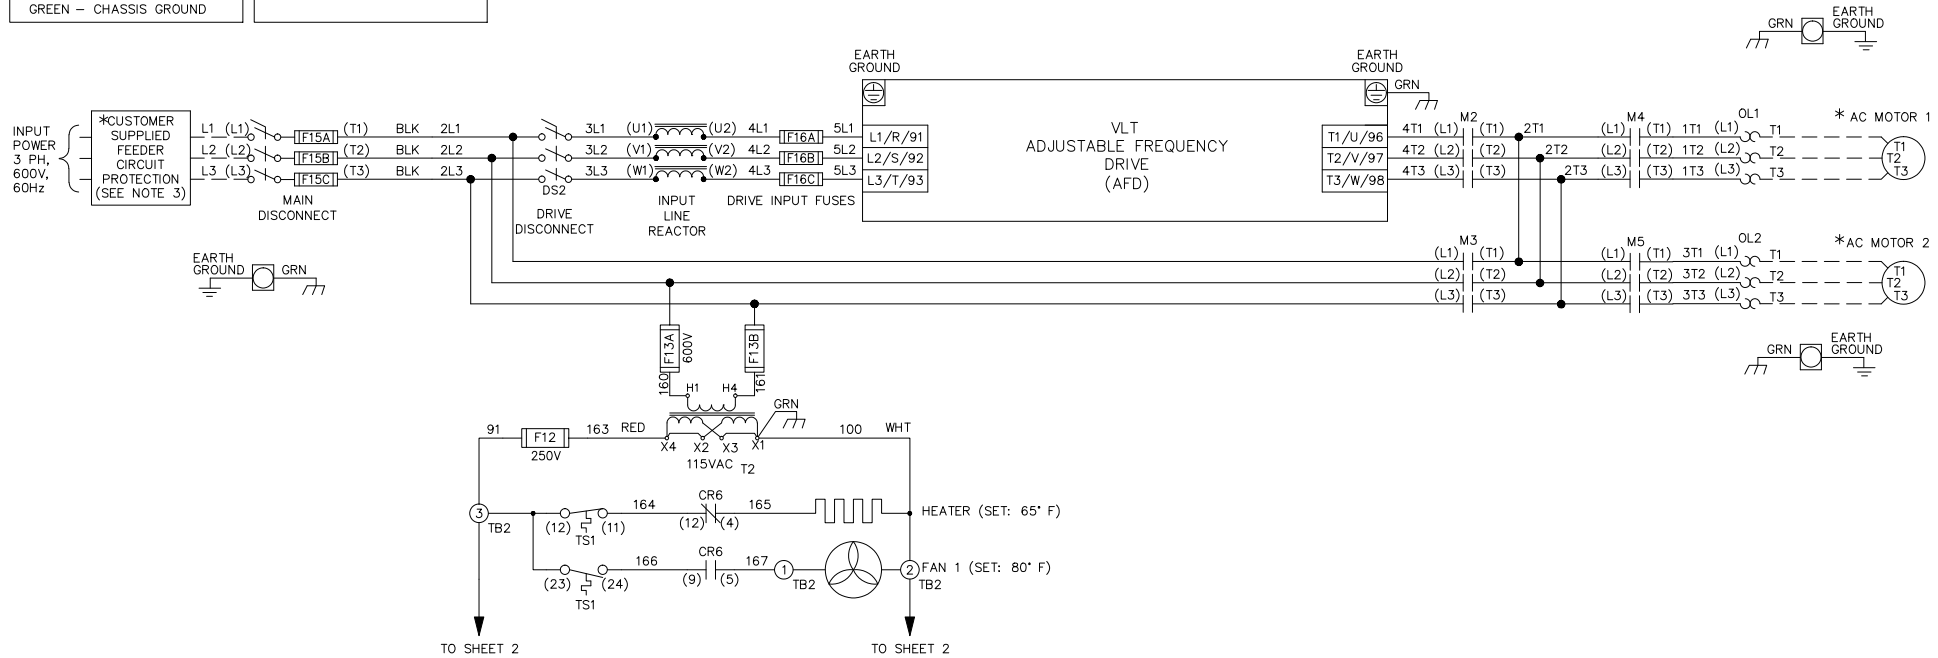 GREEN – CHASSIS GROUND
EARTH
GROUND
GRN
EARTH
GROUND
EARTH
GROUND
GRN
INPUT
POWER
3 PH,
600V,
60Hz
*CUSTOMER
SUPPLIED
FEEDER
CIRCUIT
PROTECTION
(SEE NOTE 3)
L1 (L1) F15A (T1) BLK 2L1 3L1 (U1) (U2) 4L1 F16A 5L1 L1/R/91
L2 (L2) F15B (T2) BLK 2L2 3L2 (V1) (V2) 4L2 F16B 5L2 L2/S/92
L3 (L3) F15C (T3) BLK 2L3 3L3 (W1) (W2) 4L3 F16C 5L3 L3/T/93
MAIN
DISCONNECT
DS2
DRIVE
DISCONNECT
INPUT
LINE
REACTOR
DRIVE INPUT FUSES
VLT
ADJUSTABLE FREQUENCY
DRIVE
(AFD)
M2 M4 OL1 * AC MOTOR 1
T1/U/96 4T1 (L1) (T1) 2T1 (L1) (T1) 1T1 (L1) T1 T1
T2/V/97 4T2 (L2) (T2) 2T2 (L2) (T2) 1T2 (L2) T2 T2
T3/W/98 4T3 (L3) (T3) 2T3 (L3) (T3) 1T3 (L3) T3 T3
M3 M5 OL2 *AC MOTOR 2
(L1) (T1) (L1) (T1) 3T1 (L1) T1 T1
(L2) (T2) (L2) (T2) 3T2 (L2) T2 T2
(L3) (T3) (L3) (T3) 3T3 (L3) T3 T3
EARTH
GROUND
GRN
GRN
EARTH
GROUND
F13A
600V
F13B
160
161
H1 H4
GRN
91 F12 163 RED
250V
X4 X2 X3 X1
100 WHT
115VAC T2
3 TB2
(12) TS1 (11) 164 CR6 (12) (4) 165
HEATER (SET: 65° F)
(23) TS1 (24) 166 CR6 (9) (5) 167 1 TB2
2 TB2
FAN 1 (SET: 80° F)
TO SHEET 2
TO SHEET 2